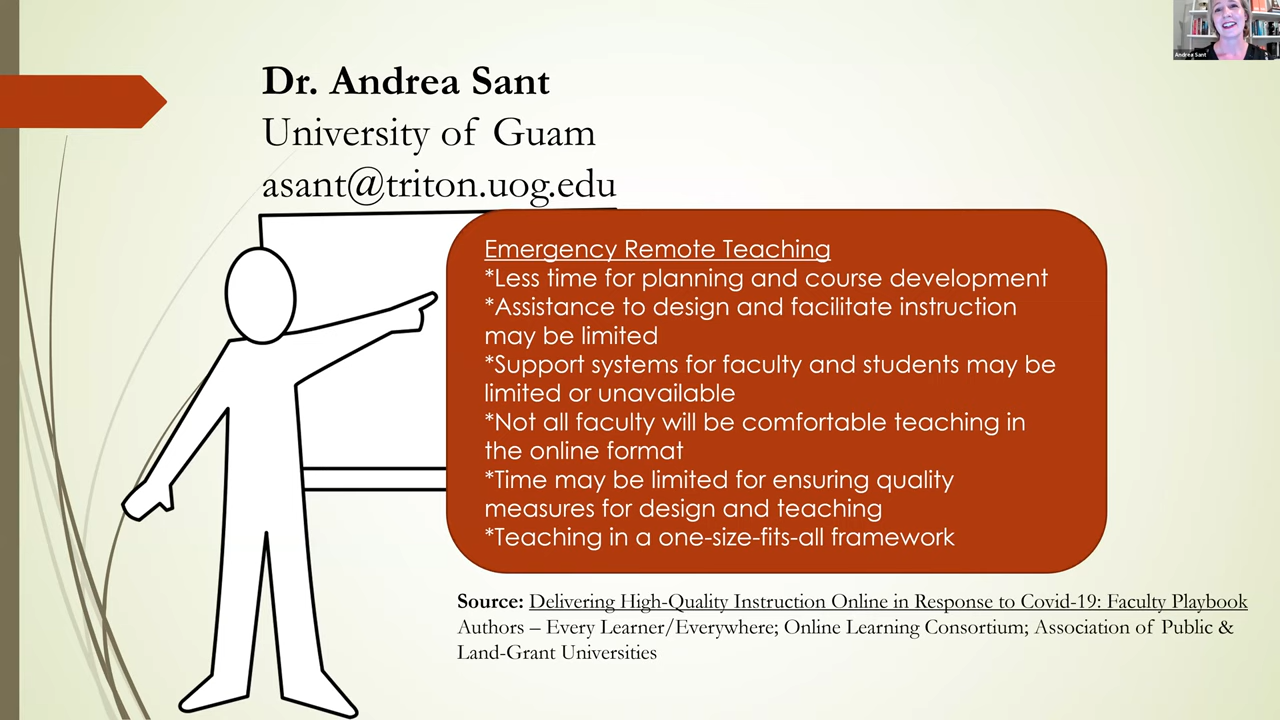 Andrea Sant
Dr. Andrea Sant
University of Guam
asant@triton.uog.edu
Emergency Remote Teaching
*Less time for planning and course development
*Assistance to design and facilitate instruction
may be limited
*Support systems for faculty and students may be
limited or unavailable
*Not all faculty will be comfortable teaching in
the online format
*Time may be limited for ensuring quality
measures for design and teaching
*Teaching in a one-size-fits-all framework
Source: Delivering High-Quality Instruction Online in Response to Covid-19: Faculty Playbook
Authors – Every Learner/Everywhere; Online Learning Consortium; Association of Public &
Land-Grant Universities